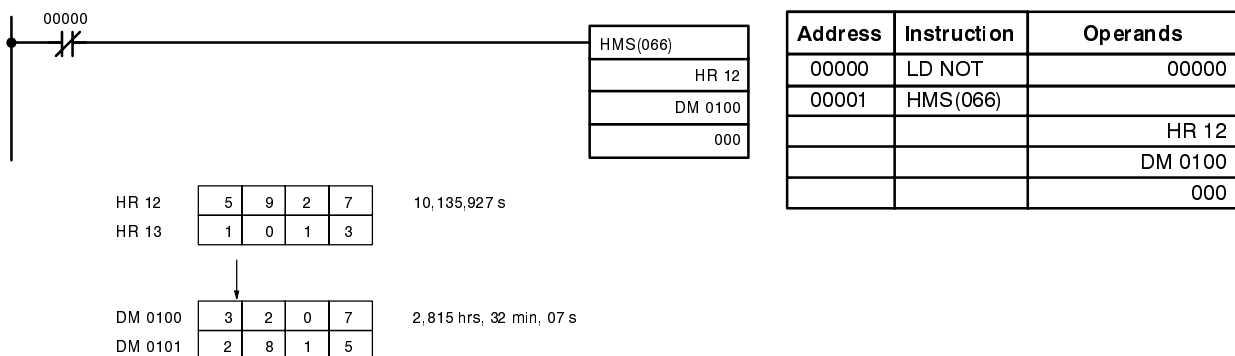 00000
HMS(066)
HR 12
DM 0100
000
Address Instruction Operands
00000 LD NOT 00000
00001 HMS(066)
HR 12
DM 0100
000
HR 12 5 9 2 7 10,135,927 s
HR 13 1 0 1 3
DM 0100 3 2 0 7 2,815 hrs, 32 min, 07 s
DM 0101 2 8 1 5